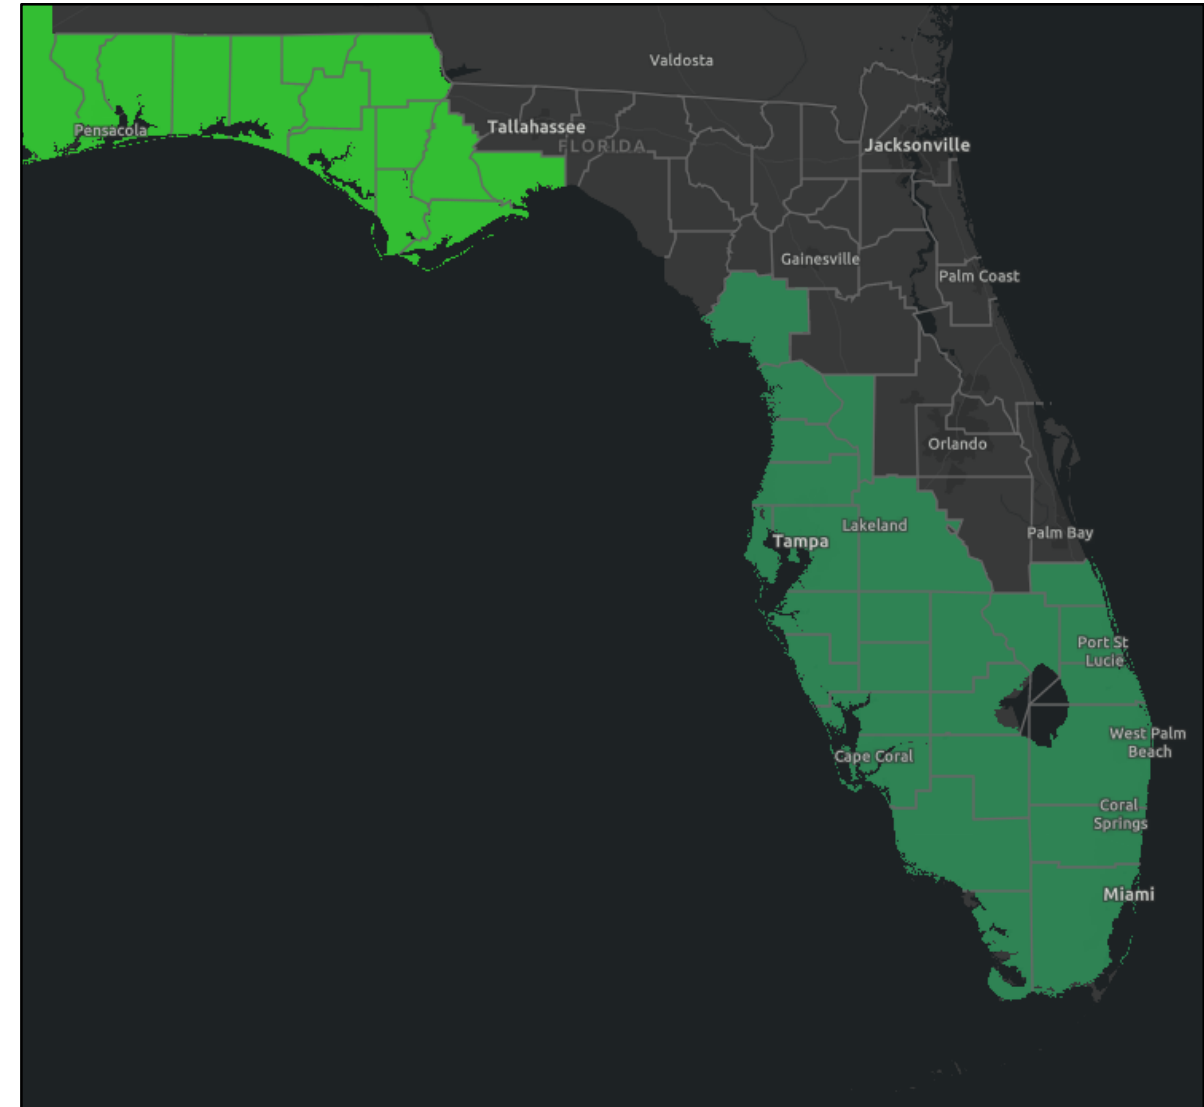 Valdosta
Pensacola
Tallahassee
FLORIDA
Jacksonville
Gainesville
Palm Coast
Orlando
Lakeland
Tampa
Palm Bay
Port St
Lucie
West Palm
Beach
Cape Coral
Coral
Springs
Miami